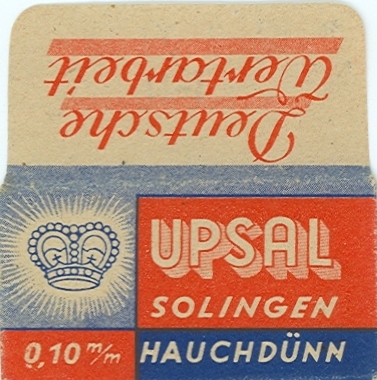 Deutsche
Wertarbeit
UPSAL
SOLINGEN
0,10 m/m HAUCHDÜNN